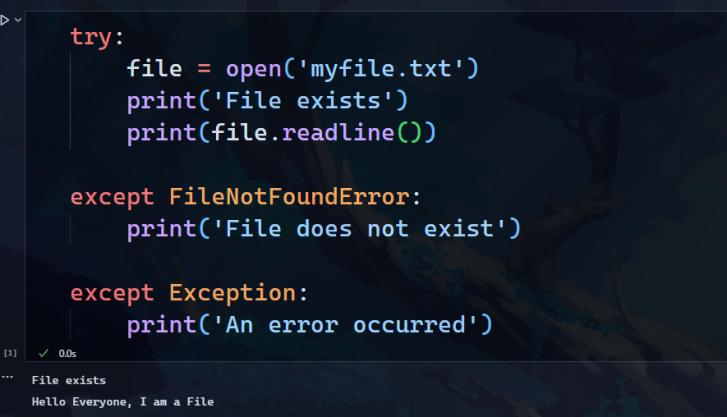 try:
    file = open('myfile.txt')
    print('File exists')
    print(file.readline())
except FileNotFoundError:
    print('File does not exist')
except Exception:
    print('An error occurred')
[1] 0.0s
... File exists
Hello Everyone, I am a File